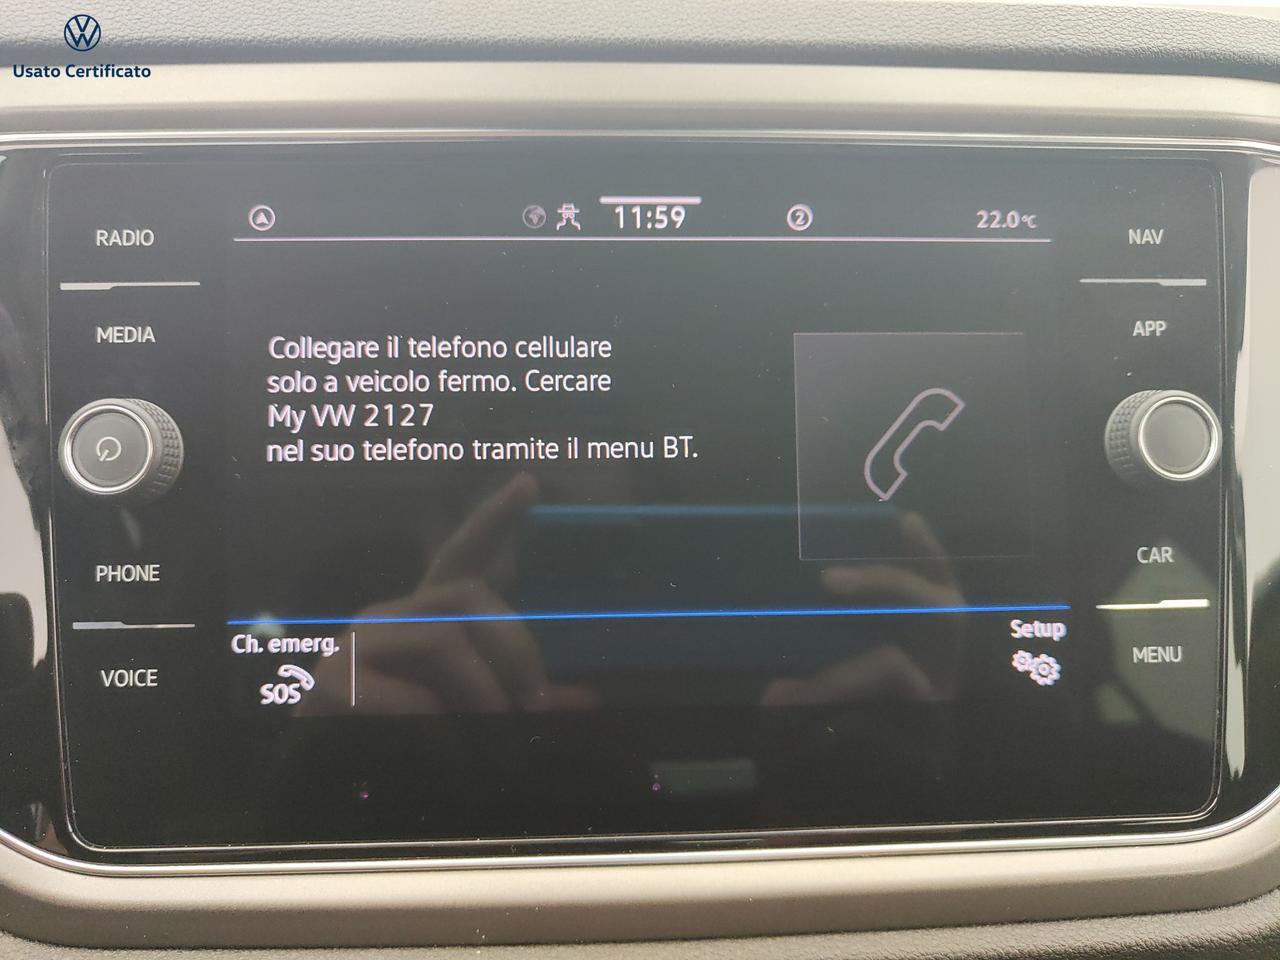 Usato Certificato
RADIO
MEDIA
PHONE
VOICE
11:59
2
22.0°C
Collegare il telefono cellulare
solo a veicolo fermo. Cercare
My VW 2127
nel suo telefono tramite il menu BT.
Ch. emerg.
SOS
Setup
NAV
APP
CAR
MENU